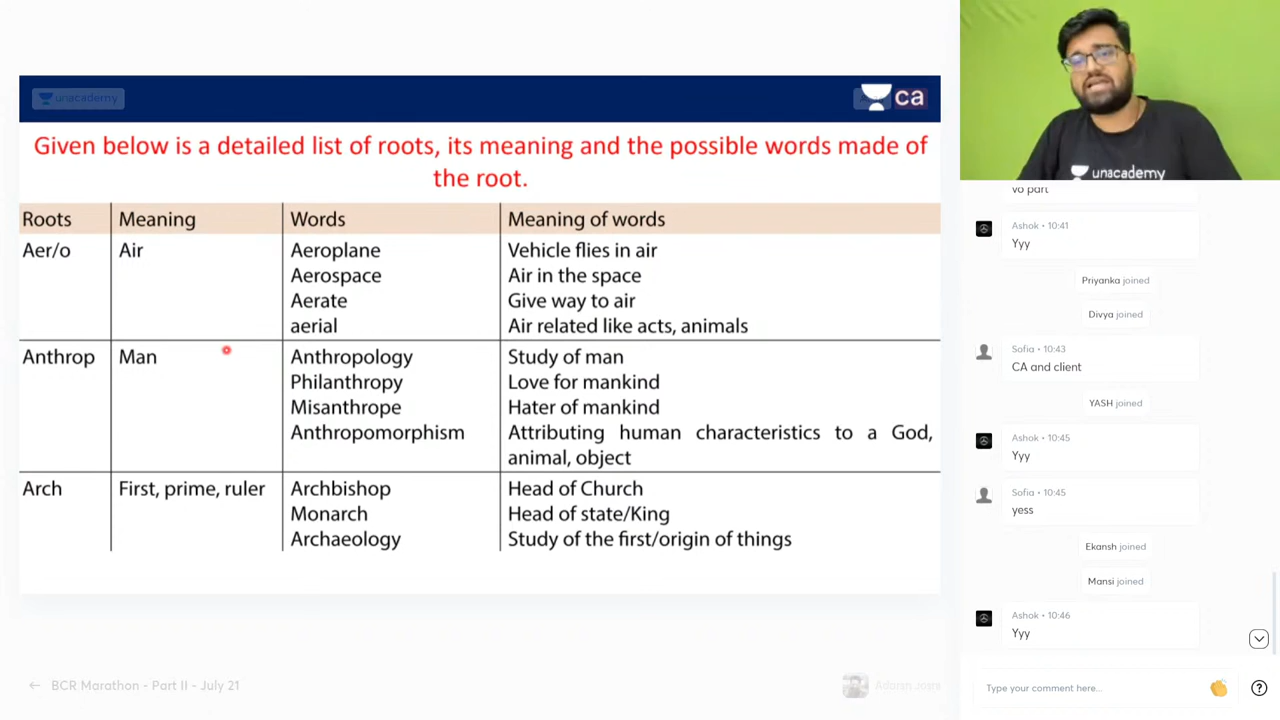 unacademy
ca
Given below is a detailed list of roots, its meaning and the possible words made of
the root.
Roots Meaning Words Meaning of words
Aer/o Air Aeroplane Vehicle flies in air
Aerospace Air in the space
Aerate Give way to air
aerial Air related like acts, animals
Anthrop Man Anthropology Study of man
Philanthropy Love for mankind
Misanthrope Hater of mankind
Anthropomorphism Attributing human characteristics to a God,
animal, object
Arch First, prime, ruler Archbishop Head of Church
Monarch Head of state/King
Archaeology Study of the first/origin of things
← BCR Marathon - Part II - July 21
unacademy
vo part
Ashok • 10:41
Yyy
Priyanka joined
Divya joined
Sofia • 10:43
CA and client
YASH joined
Ashok • 10:45
Yyy
Sofia • 10:45
yess
Ekansh joined
Mansi joined
Ashok • 10:46
Yyy
Type your comment here...